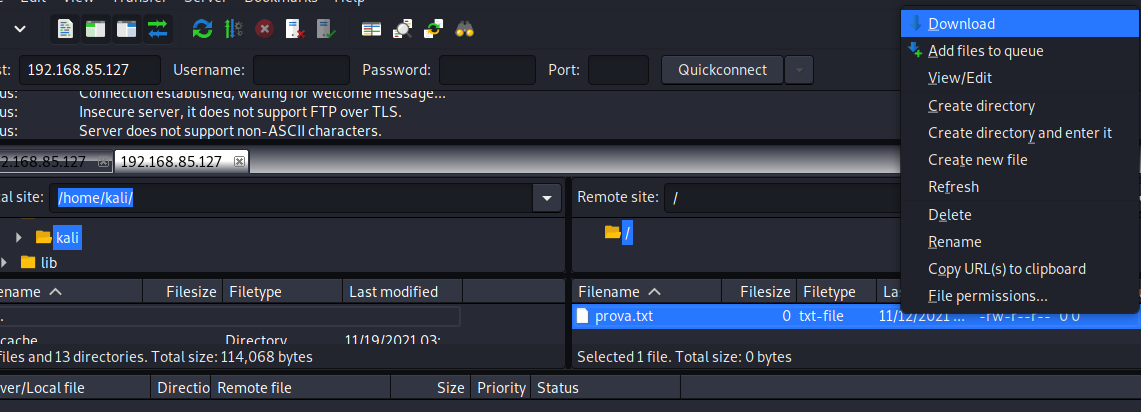 Edit View Transfer Server Bookmarks Help
st: 192.168.85.127 Username: Password: Port: Quickconnect
tus: Connection established, waiting for welcome message...
tus: Insecure server, it does not support FTP over TLS.
tus: Server does not support non-ASCII characters.
2.168.85.127 192.168.85.127
cal site: /home/kali/
Remote site: /
kali
lib
/
ename Filesize Filetype Last modified
..
cache Directory 11/19/2021 03:
files and 13 directories. Total size: 114,068 bytes
Filename Filesize Filetype Las
prova.txt 0 txt-file 11/12/2021 ... -rw-r--r-- 0 0
Selected 1 file. Total size: 0 bytes
ver/Local file Directio Remote file Size Priority Status
Download
Add files to queue
View/Edit
Create directory
Create directory and enter it
Create new file
Refresh
Delete
Rename
Copy URL(s) to clipboard
File permissions...